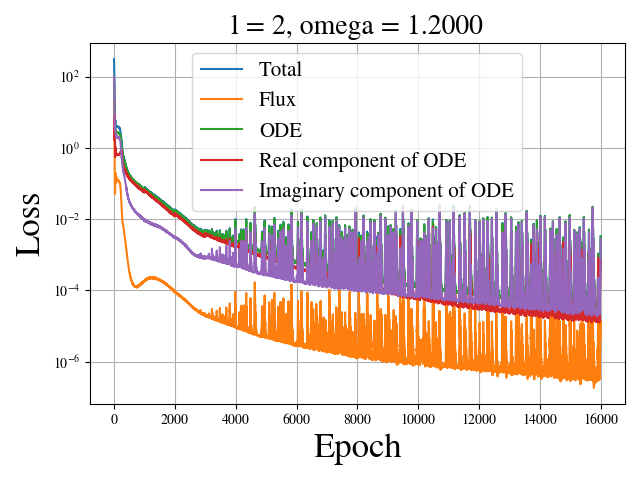 l = 2, omega = 1.2000
Total
Flux
ODE
Real component of ODE
Imaginary component of ODE
Loss
10^2
10^0
10^-2
10^-4
10^-6
0 2000 4000 6000 8000 10000 12000 14000 16000
Epoch